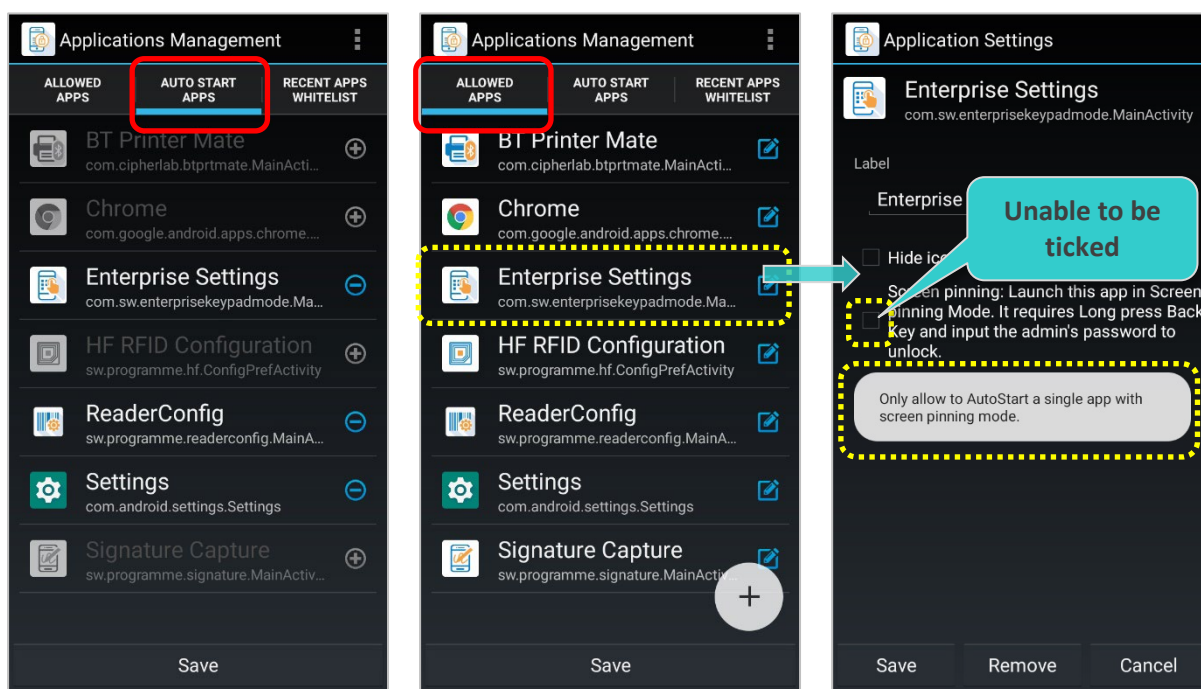 Applications Management
ALLOWED APPS
AUTO START APPS
RECENT APPS WHITELIST
BT Printer Mate
com.cipherlab.btprtmate.MainActi...
Chrome
com.google.android.apps.chrome....
Enterprise Settings
com.sw.enterprisekeypadmode.Ma...
HF RFID Configuration
sw.programme.hf.ConfigPrefActivity
ReaderConfig
sw.programme.readerconfig.MainA...
Settings
com.android.settings.Settings
Signature Capture
sw.programme.signature.MainActiv...
Save
Applications Management
ALLOWED APPS
AUTO START APPS
RECENT APPS WHITELIST
BT Printer Mate
com.cipherlab.btprtmate.MainActi...
Chrome
com.google.android.apps.chrome....
Enterprise Settings
com.sw.enterprisekeypadmode.Ma...
HF RFID Configuration
sw.programme.hf.ConfigPrefActivity
ReaderConfig
sw.programme.readerconfig.MainA...
Settings
com.android.settings.Settings
Signature Capture
sw.programme.signature.MainActiv...
+
Save
Application Settings
Enterprise Settings
com.sw.enterprisekeypadmode.MainActivity
Label
Enterprise
Unable to be
ticked
Hide
Screen pinning: Launch this app in Screen
pinning Mode. It requires Long press Back
Key and input the admin's password to
unlock.
Only allow to AutoStart a single app with
screen pinning mode.
Save
Remove
Cancel